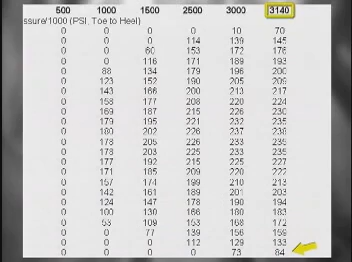 500 1000 1500 2500 3000 3140
ssure/1000 (PSI, Toe to Heel)
0 0 0 0 10 70
0 0 0 114 139 145
0 0 60 153 172 176
0 0 116 171 189 193
0 88 134 179 196 200
0 123 152 190 205 209
0 143 166 200 213 217
0 158 177 208 220 224
0 169 187 215 226 230
0 179 195 221 232 235
0 180 202 226 237 238
0 178 205 226 233 235
0 178 203 225 233 235
0 177 192 215 225 227
0 171 185 209 220 222
0 157 174 199 210 213
0 142 161 189 201 203
0 124 147 178 190 194
0 100 130 166 180 183
0 53 109 153 168 172
0 0 77 139 156 159
0 0 0 112 129 133
0 0 0 0 73 84